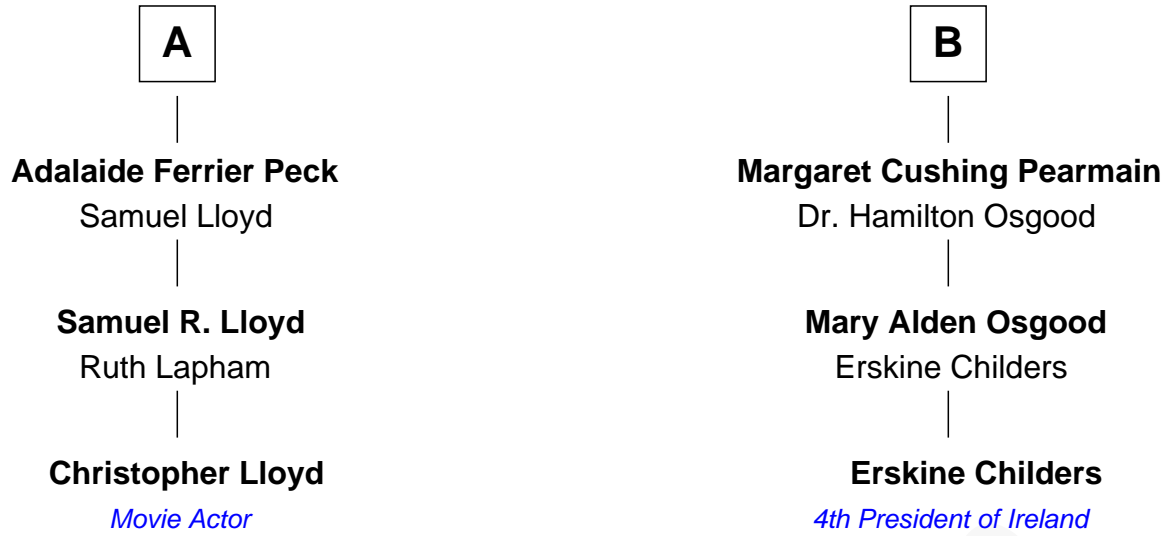 A
Adalaide Ferrier Peck
Samuel Lloyd
Samuel R. Lloyd
Ruth Lapham
Christopher Lloyd
Movie Actor
B
Margaret Cushing Pearmain
Dr. Hamilton Osgood
Mary Alden Osgood
Erskine Childers
Erskine Childers
4th President of Ireland